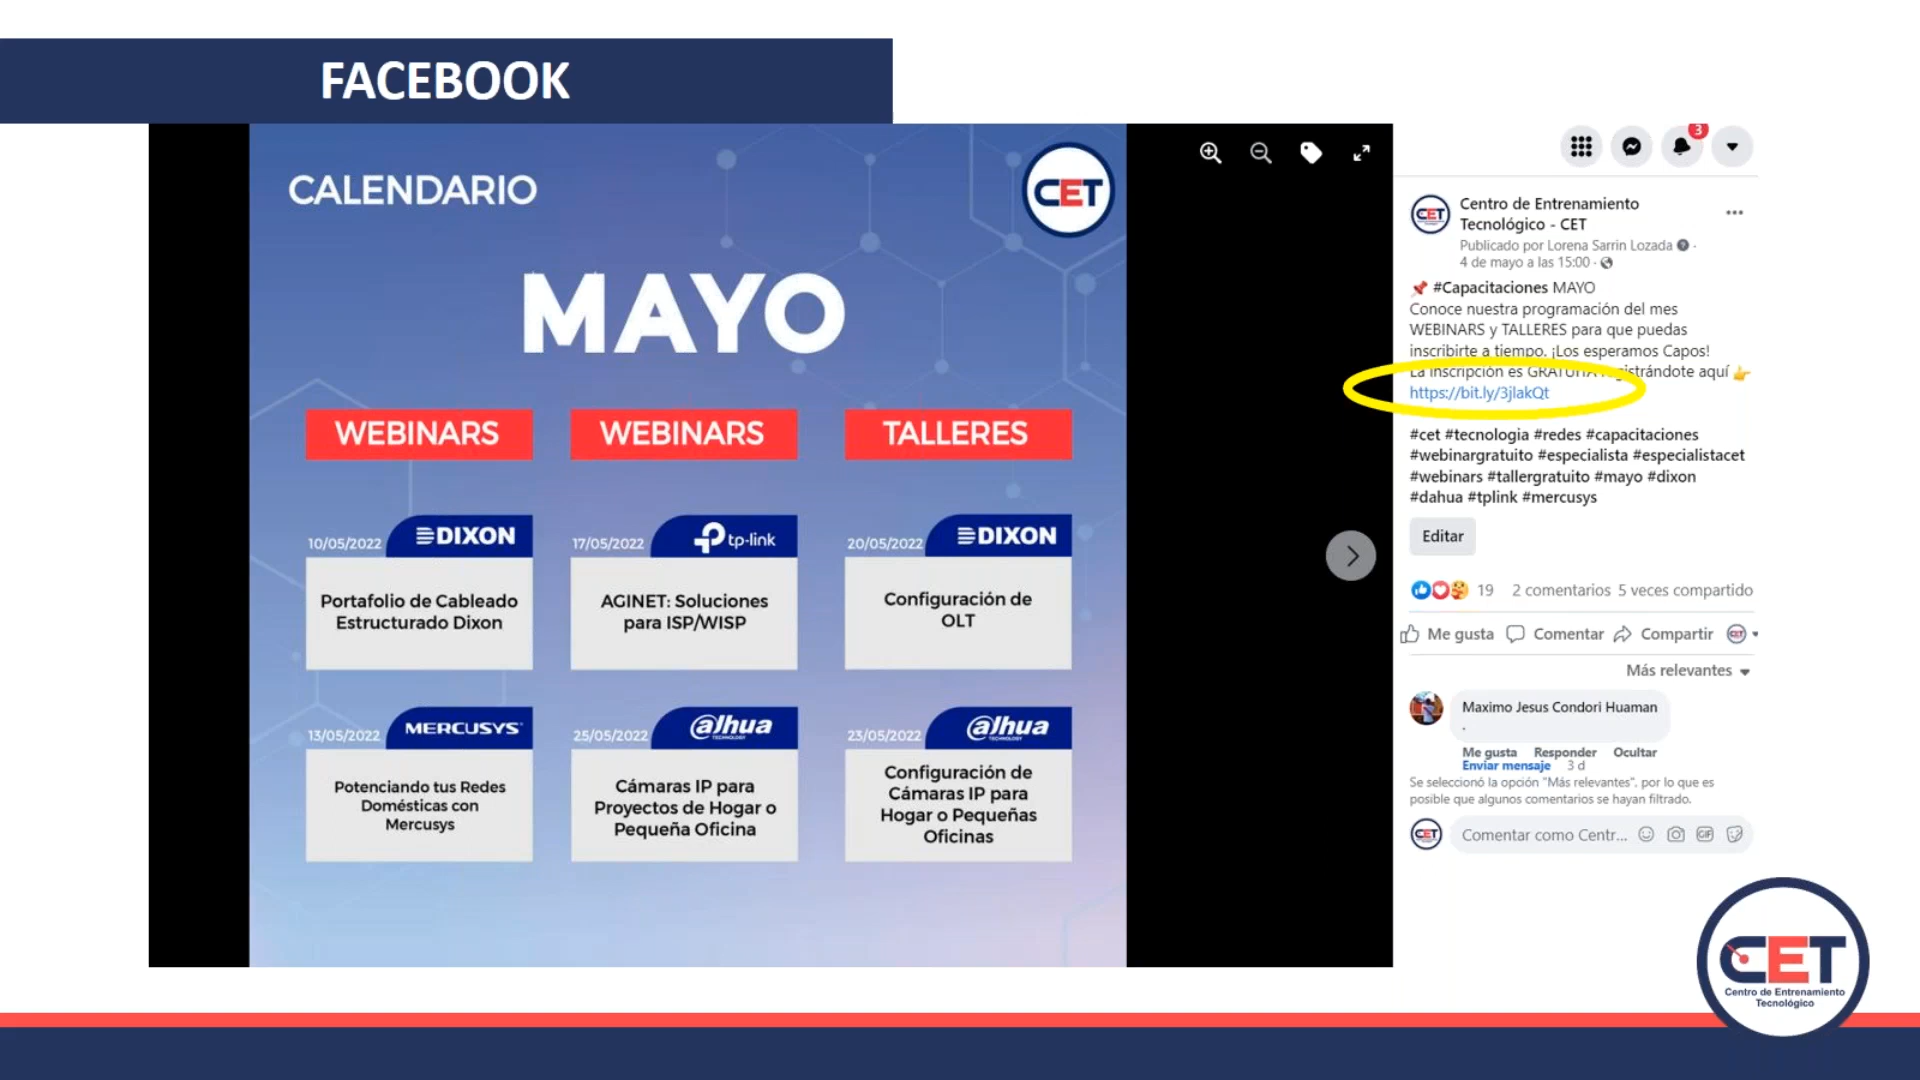 FACEBOOK
CALENDARIO
CET
MAYO
WEBINARS
WEBINARS
TALLERES
10/05/2022
DIXON
17/05/2022
tp-link
20/05/2022
DIXON
Portafolio de Cableado
Estructurado Dixon
AGINET: Soluciones
para ISP/WISP
Configuración de
OLT
13/05/2022
MERCUSYS
25/05/2022
alhua
TECHNOLOGY
23/05/2022
alhua
TECHNOLOGY
Potenciando tus Redes
Domésticas con
Mercusys
Cámaras IP para
Proyectos de Hogar o
Pequeña Oficina
Configuración de
Cámaras IP para
Hogar o Pequeñas
Oficinas
3
CET
Centro de Entrenamiento
Tecnológico - CET
Publicado por Lorena Sarrin Lozada ·
4 de mayo a las 15:00 ·
#Capacitaciones MAYO
Conoce nuestra programación del mes
WEBINARS y TALLERES para que puedas
inscribirte a tiempo. ¡Los esperamos Capos!
La inscripción es GRATUITA registrándote aquí
https://bit.ly/3jlakQt
#cet #tecnologia #redes #capacitaciones
#webinargratuito #especialista #especialistacet
#webinars #tallergratuito #mayo #dixon
#dahua #tplink #mercusys
Editar
19 2 comentarios 5 veces compartido
Me gusta Comentar Compartir CET
Más relevantes
Maximo Jesus Condori Huaman
.
Me gusta Responder Ocultar
Enviar mensaje 3 d
Se seleccionó la opción "Más relevantes", por lo que es
posible que algunos comentarios se hayan filtrado.
CET
Comentar como Centr... GIF
CET
Centro de Entrenamiento
Tecnológico